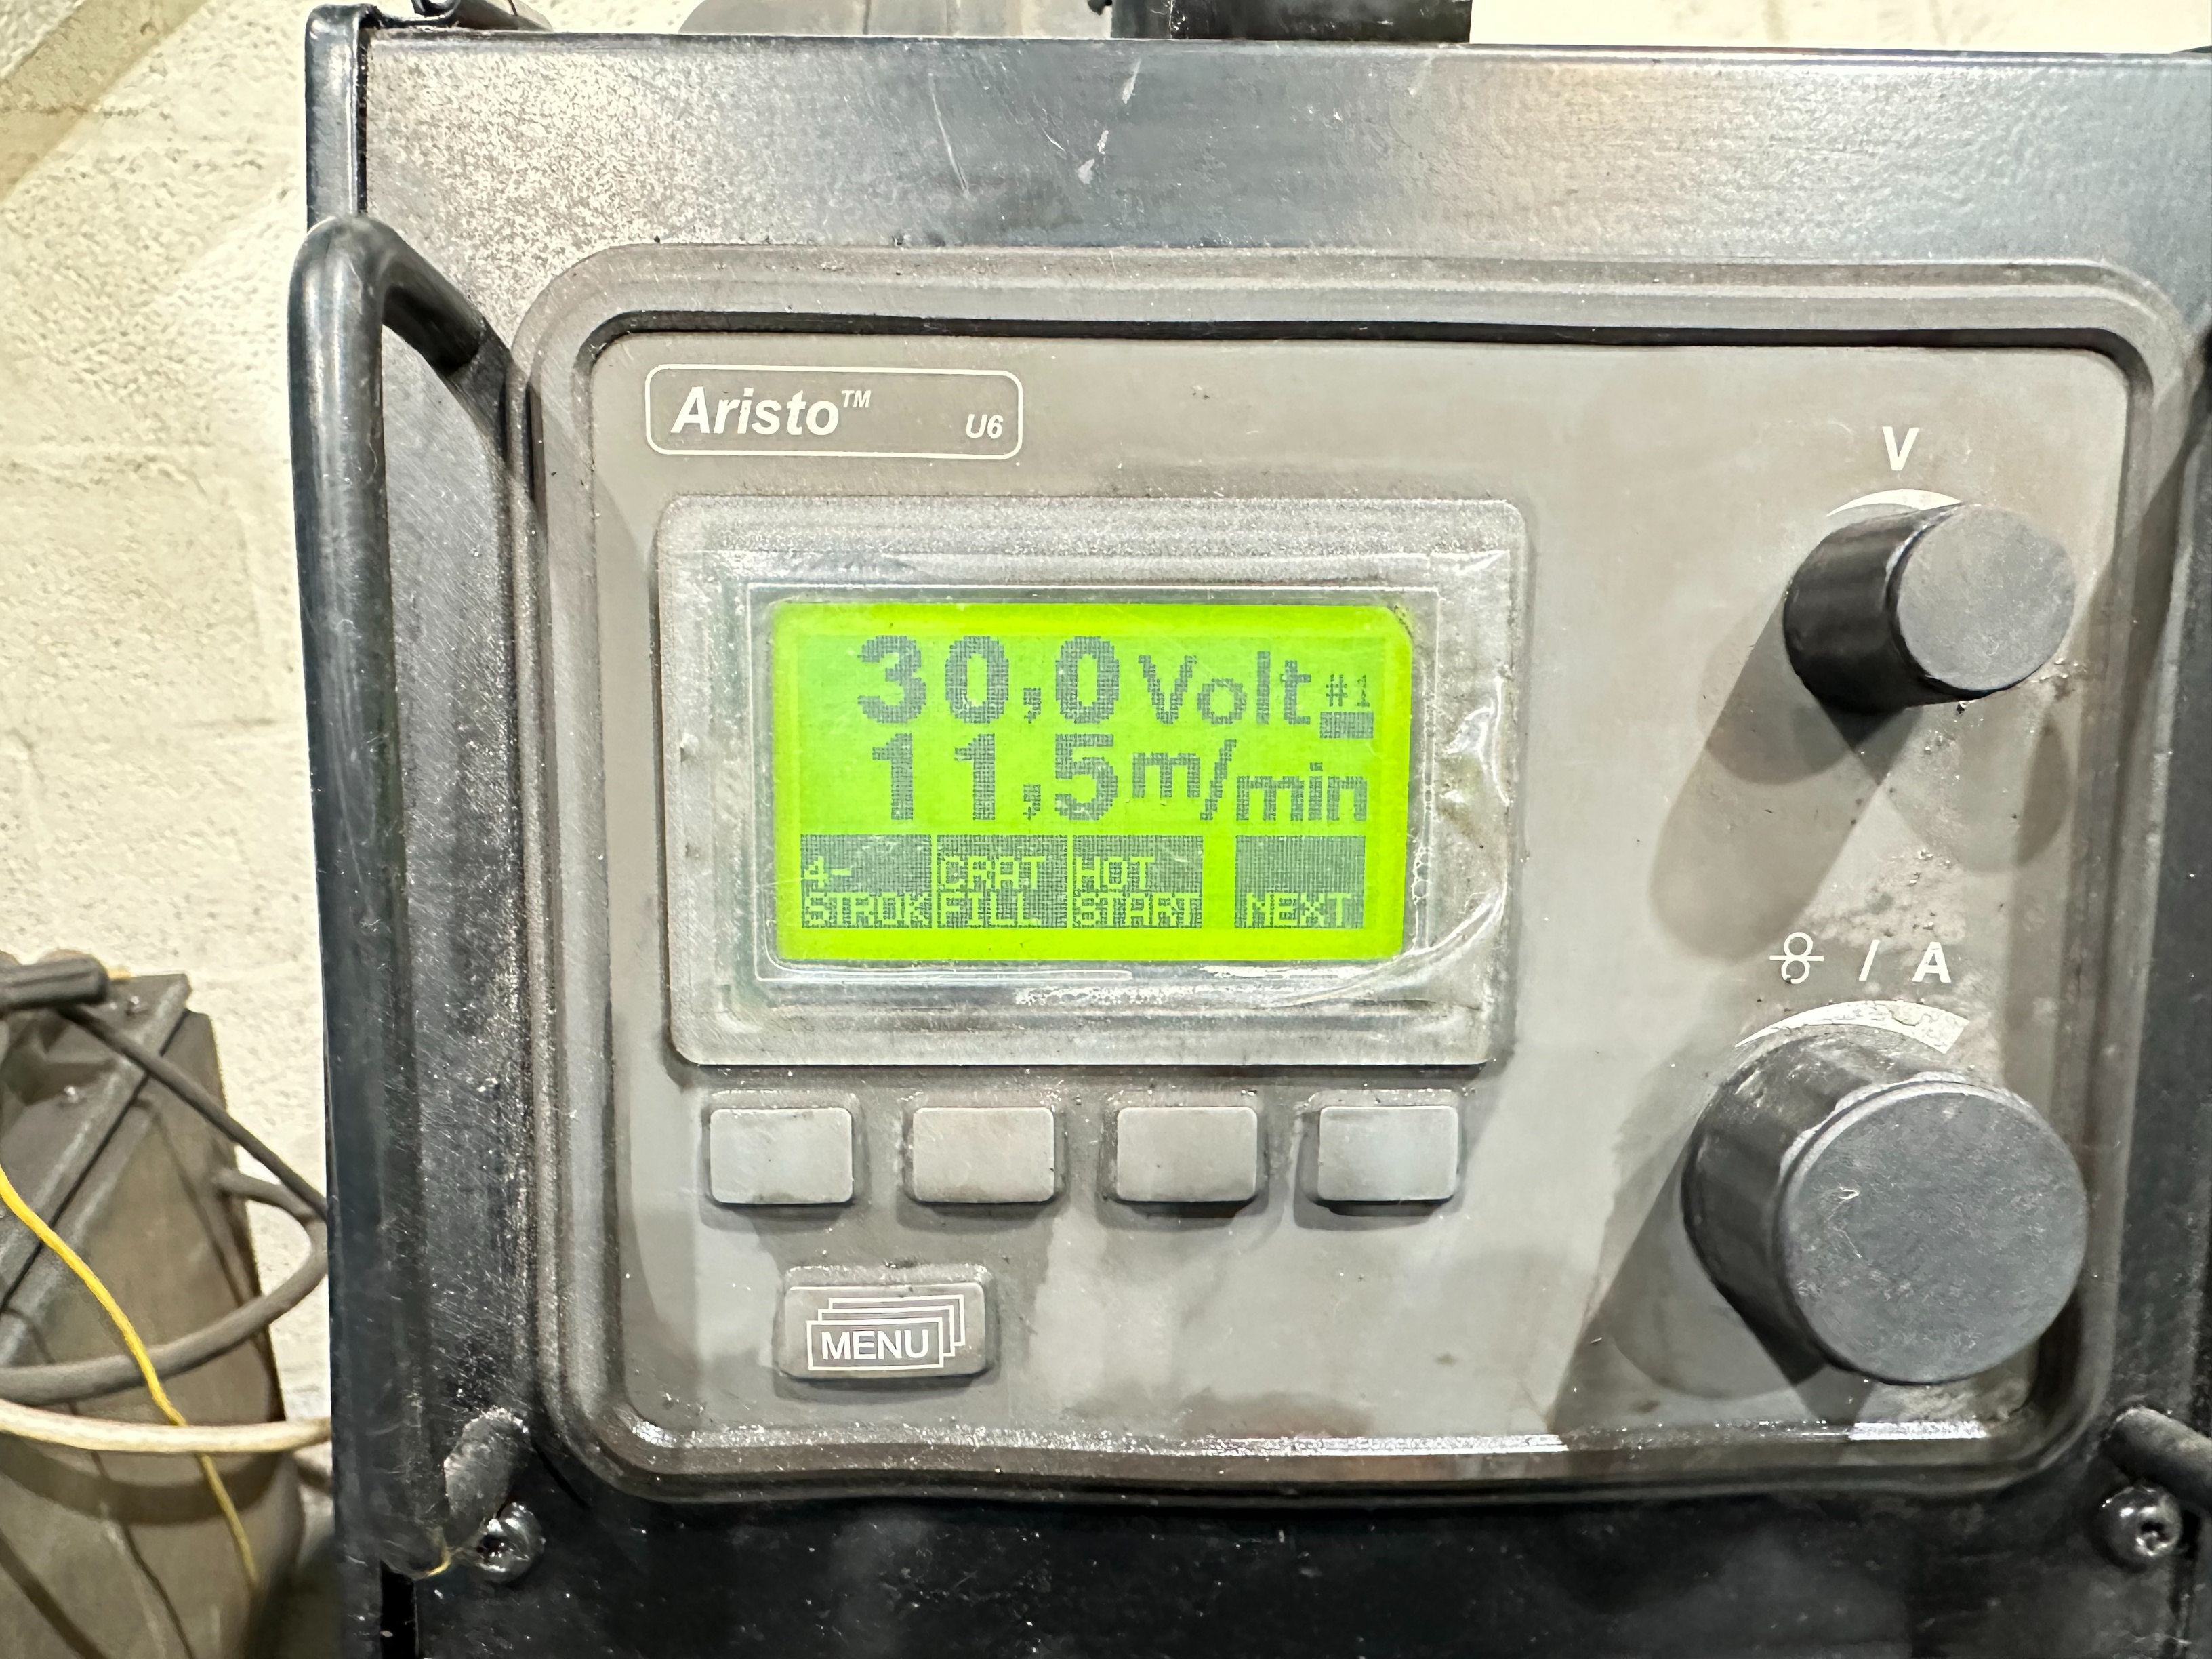 Aristo™ U6
V
30,0 Volt #1
11,5 m/min
4-STROK CRAT FILL HOT START NEXT
/ A
MENU